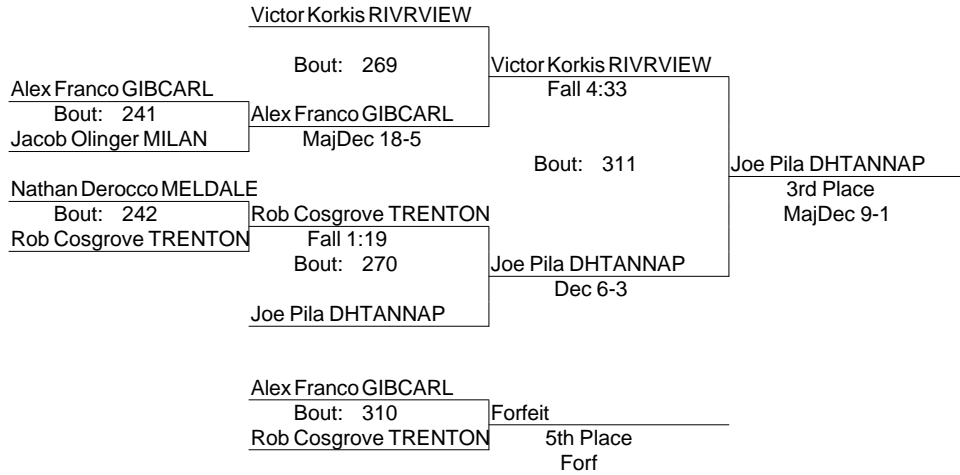 Victor Korkis RIVRVIEW
Bout: 269
Victor Korkis RIVRVIEW
Alex Franco GIBCARL
Fall 4:33
Bout: 241
Alex Franco GIBCARL
Jacob Olinger MILAN
MajDec 18-5
Bout: 311
Joe Pila DHTANNAP
Nathan Derocco MELDALE
3rd Place
Bout: 242
Rob Cosgrove TRENTON
MajDec 9-1
Rob Cosgrove TRENTON
Fall 1:19
Bout: 270
Joe Pila DHTANNAP
Dec 6-3
Joe Pila DHTANNAP
Alex Franco GIBCARL
Bout: 310
Forfeit
Rob Cosgrove TRENTON
5th Place
Forf